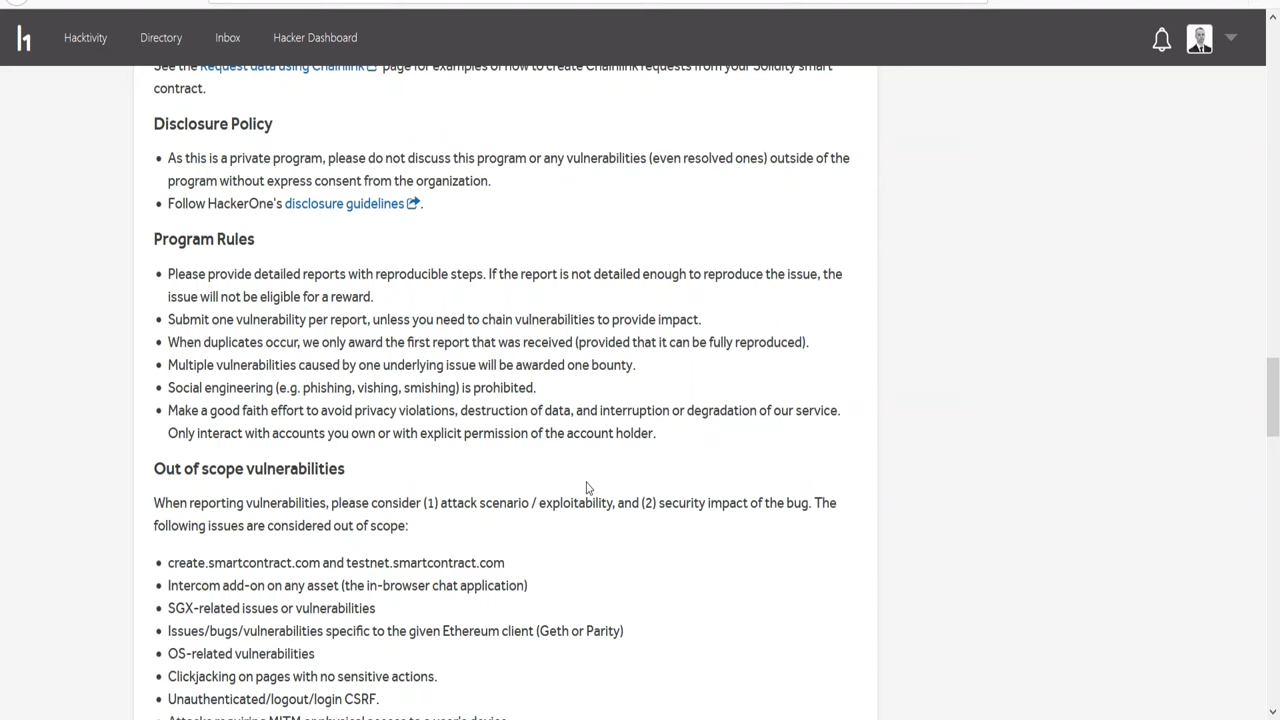 Hacktivity Directory Inbox Hacker Dashboard
See the Request data using Chainlink page for examples of how to create Chainlink requests from your Solidity smart
contract.
Disclosure Policy
• As this is a private program, please do not discuss this program or any vulnerabilities (even resolved ones) outside of the
program without express consent from the organization.
• Follow HackerOne's disclosure guidelines.
Program Rules
• Please provide detailed reports with reproducible steps. If the report is not detailed enough to reproduce the issue, the
issue will not be eligible for a reward.
• Submit one vulnerability per report, unless you need to chain vulnerabilities to provide impact.
• When duplicates occur, we only award the first report that was received (provided that it can be fully reproduced).
• Multiple vulnerabilities caused by one underlying issue will be awarded one bounty.
• Social engineering (e.g. phishing, vishing, smishing) is prohibited.
• Make a good faith effort to avoid privacy violations, destruction of data, and interruption or degradation of our service.
Only interact with accounts you own or with explicit permission of the account holder.
Out of scope vulnerabilities
When reporting vulnerabilities, please consider (1) attack scenario / exploitability, and (2) security impact of the bug. The
following issues are considered out of scope:
• create.smartcontract.com and testnet.smartcontract.com
• Intercom add-on on any asset (the in-browser chat application)
• SGX-related issues or vulnerabilities
• Issues/bugs/vulnerabilities specific to the given Ethereum client (Geth or Parity)
• OS-related vulnerabilities
• Clickjacking on pages with no sensitive actions.
• Unauthenticated/logout/login CSRF.
• Attacks requiring MITM or physical access to a user's device.